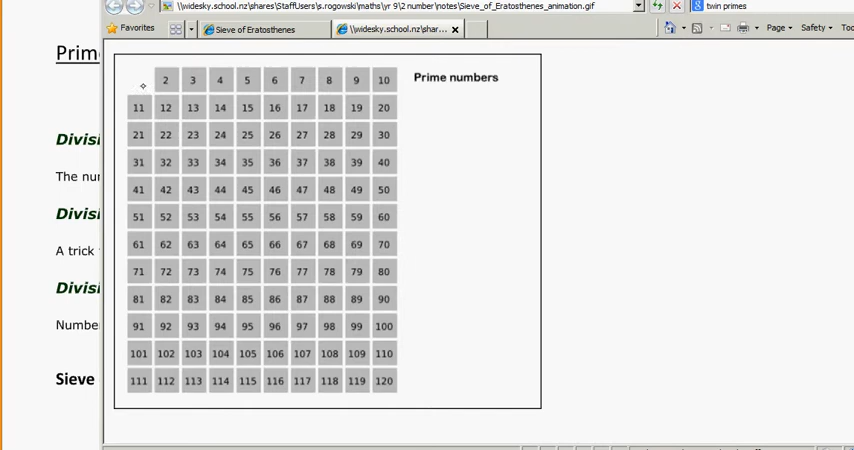 \\widesky.school.nz\shares\StaffUsers\s.rogowski\maths\yr 9\2 number\notes\Sieve_of_Eratosthenes_animation.gif
twin primes
Favorites
Sieve of Eratosthenes
\\widesky.school.nz\shar...
Page
Safety
Prime numbers
2 3 4 5 6 7 8 9 10
11 12 13 14 15 16 17 18 19 20
21 22 23 24 25 26 27 28 29 30
31 32 33 34 35 36 37 38 39 40
41 42 43 44 45 46 47 48 49 50
51 52 53 54 55 56 57 58 59 60
61 62 63 64 65 66 67 68 69 70
71 72 73 74 75 76 77 78 79 80
81 82 83 84 85 86 87 88 89 90
91 92 93 94 95 96 97 98 99 100
101 102 103 104 105 106 107 108 109 110
111 112 113 114 115 116 117 118 119 120
Prim
Divisi
The nur
Divisi
A trick
Divisi
Numbe
Sieve